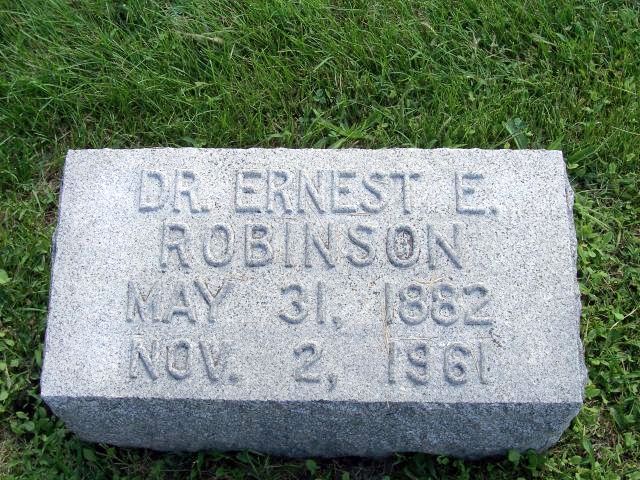 DR. ERNEST E.
ROBINSON
MAY 31, 1882
NOV. 2, 1961